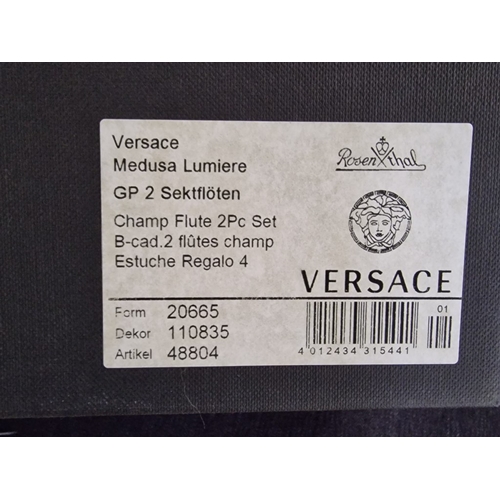 Versace
Medusa Lumiere
GP 2 Sektflöten
Champ Flute 2Pc Set
B-cad.2 flûtes champ
Estuche Regalo 4
Form 20665
Dekor 110835
Artikel 48804
Rosenthal
VERSACE
01
4 012434 315441